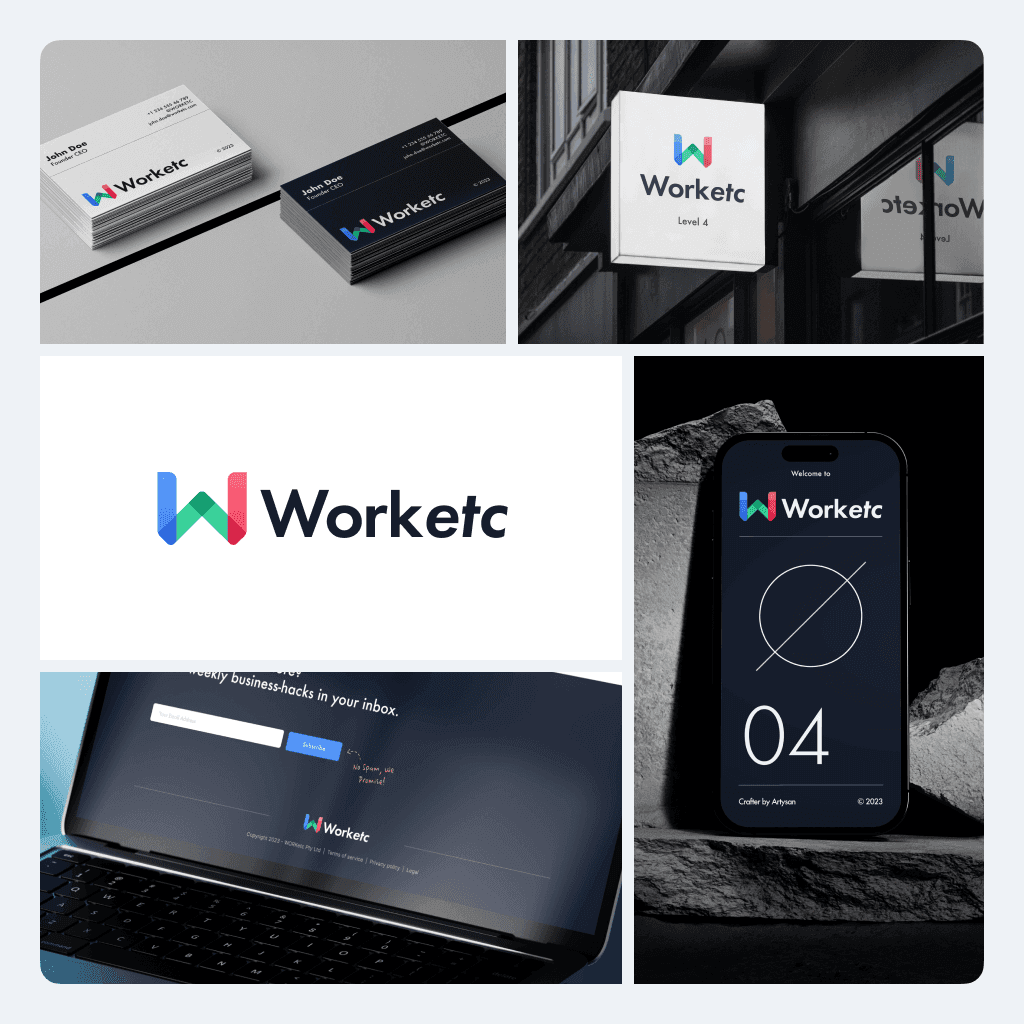 +1 234 555 66 789
@WORKETC
john.doe@worketc.com
John Doe
Founder CEO
Worketc
© 2023
+1 234 555 66 789
@WORKETC
john.doe@worketc.com
John Doe
Founder CEO
Worketc
© 2023
Worketc
Level 4
Worketc
Level 4
Worketc
Welcome to
Worketc
04
Crafter by Artysan
© 2023
weekly business-hacks in your inbox.
Your Email Address
Subscribe
No Spam, we
Promise!
Worketc
Copyright 2023 - WORKetc Pty Ltd | Terms of service | Privacy policy | Legal